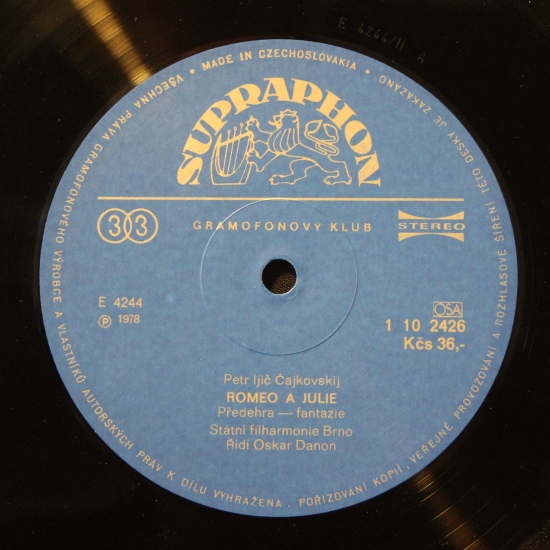 E 4244/II A
MADE IN CZECHOSLOVAKIA • VŠECHNA PRÁVA GRAMOFONOVÉHO VÝROBCE A VLASTNÍKŮ AUTORSKÝCH PRÁV K DÍLU VYHRAŽENA. POŘIZOVÁNÍ KOPIÍ, VEŘEJNÉ PROVOZOVÁNÍ A ROZHLASOVÉ ŠÍŘENÍ TÉTO DESKY JE ZAKÁZÁNO •
SUPRAPHON
33
GRAMOFONOVÝ KLUB
STEREO
E 4244
Ⓟ 1978
OSA
1 10 2426
Kčs 36,-
Petr Ijič Čajkovskij
ROMEO A JULIE
Předehra — fantazie
Státní filharmonie Brno
Řídí Oskar Danon